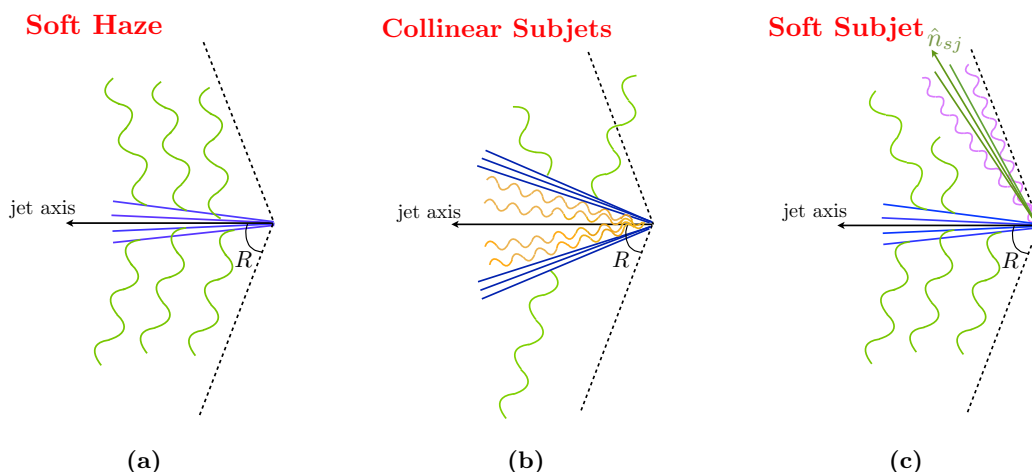 Soft Haze
jet axis
R
(a)
Collinear Subjets
jet axis
R
(b)
Soft Subjet
n̂sj
jet axis
R
(c)